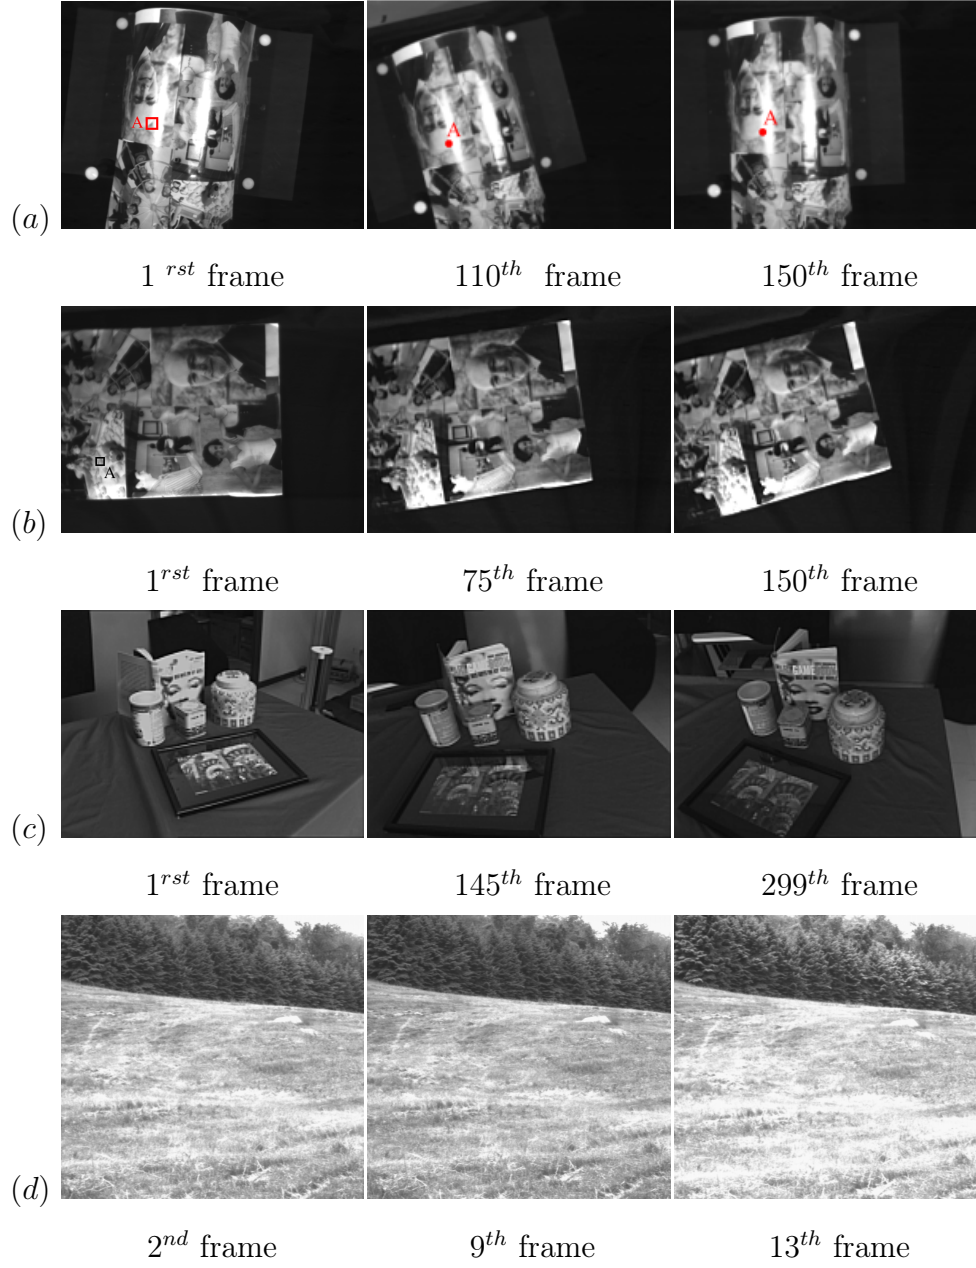 A A A
(a)
1 rst frame 110th frame 150th frame
A
(b)
1rst frame 75th frame 150th frame
GAME
(c)
1rst frame 145th frame 299th frame
(d)
2nd frame 9th frame 13th frame